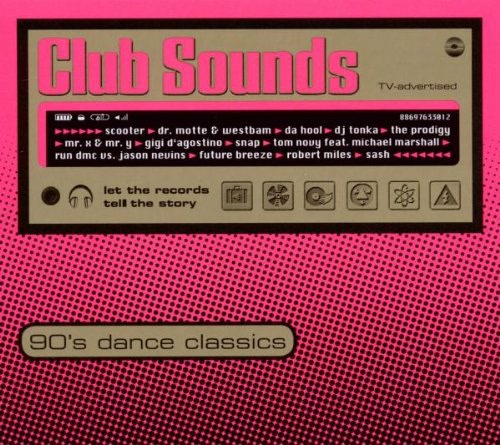 Club Sounds
TV-advertised
88697633012
scooter ► dr. motte & westbam ► da hool ► dj tonka ► the prodigy
► mr. x & mr. y ► gigi d'agostino ► snap ► tom novy feat. michael marshall ►
run dmc vs. jason nevins ► future breeze ► robert miles ► sash
let the records
tell the story
90's dance classics